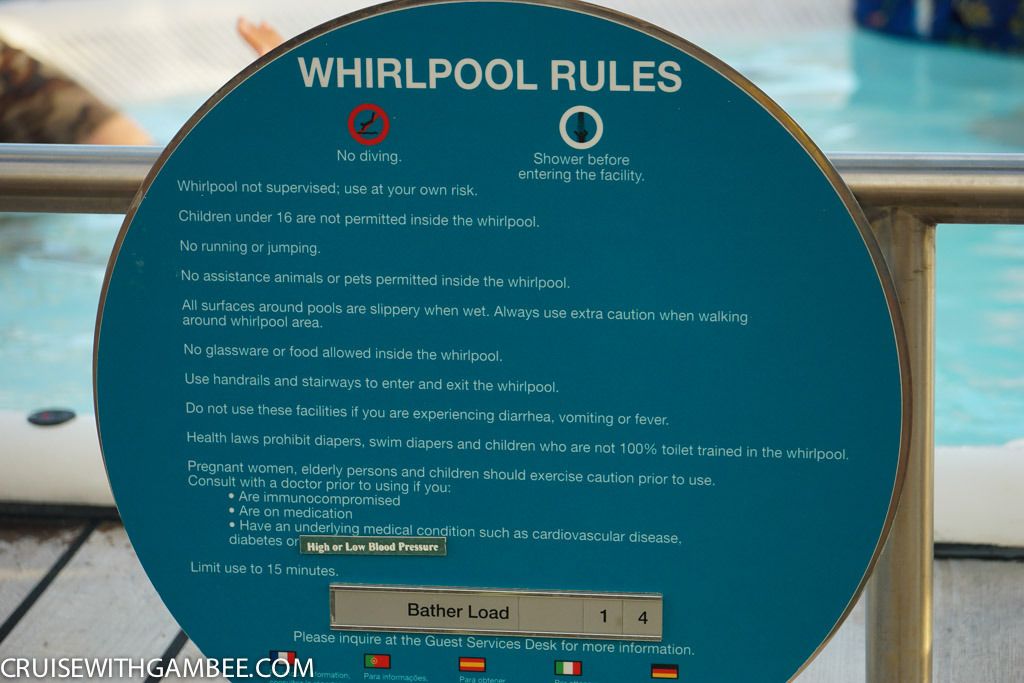 WHIRLPOOL RULES
No diving.
Shower before
entering the facility.
Whirlpool not supervised; use at your own risk.
Children under 16 are not permitted inside the whirlpool.
No running or jumping.
No assistance animals or pets permitted inside the whirlpool.
All surfaces around pools are slippery when wet. Always use extra caution when walking
around whirlpool area.
No glassware or food allowed inside the whirlpool.
Use handrails and stairways to enter and exit the whirlpool.
Do not use these facilities if you are experiencing diarrhea, vomiting or fever.
Health laws prohibit diapers, swim diapers and children who are not 100% toilet trained in the whirlpool.
Pregnant women, elderly persons and children should exercise caution prior to use.
Consult with a doctor prior to using if you:
• Are immunocompromised
• Are on medication
• Have an underlying medical condition such as cardiovascular disease,
diabetes or High or Low Blood Pressure
Limit use to 15 minutes.
Bather Load 1 4
Please inquire at the Guest Services Desk for more information.
Para informações,
Para obtener
CRUISEWITHGAMBEE.COM